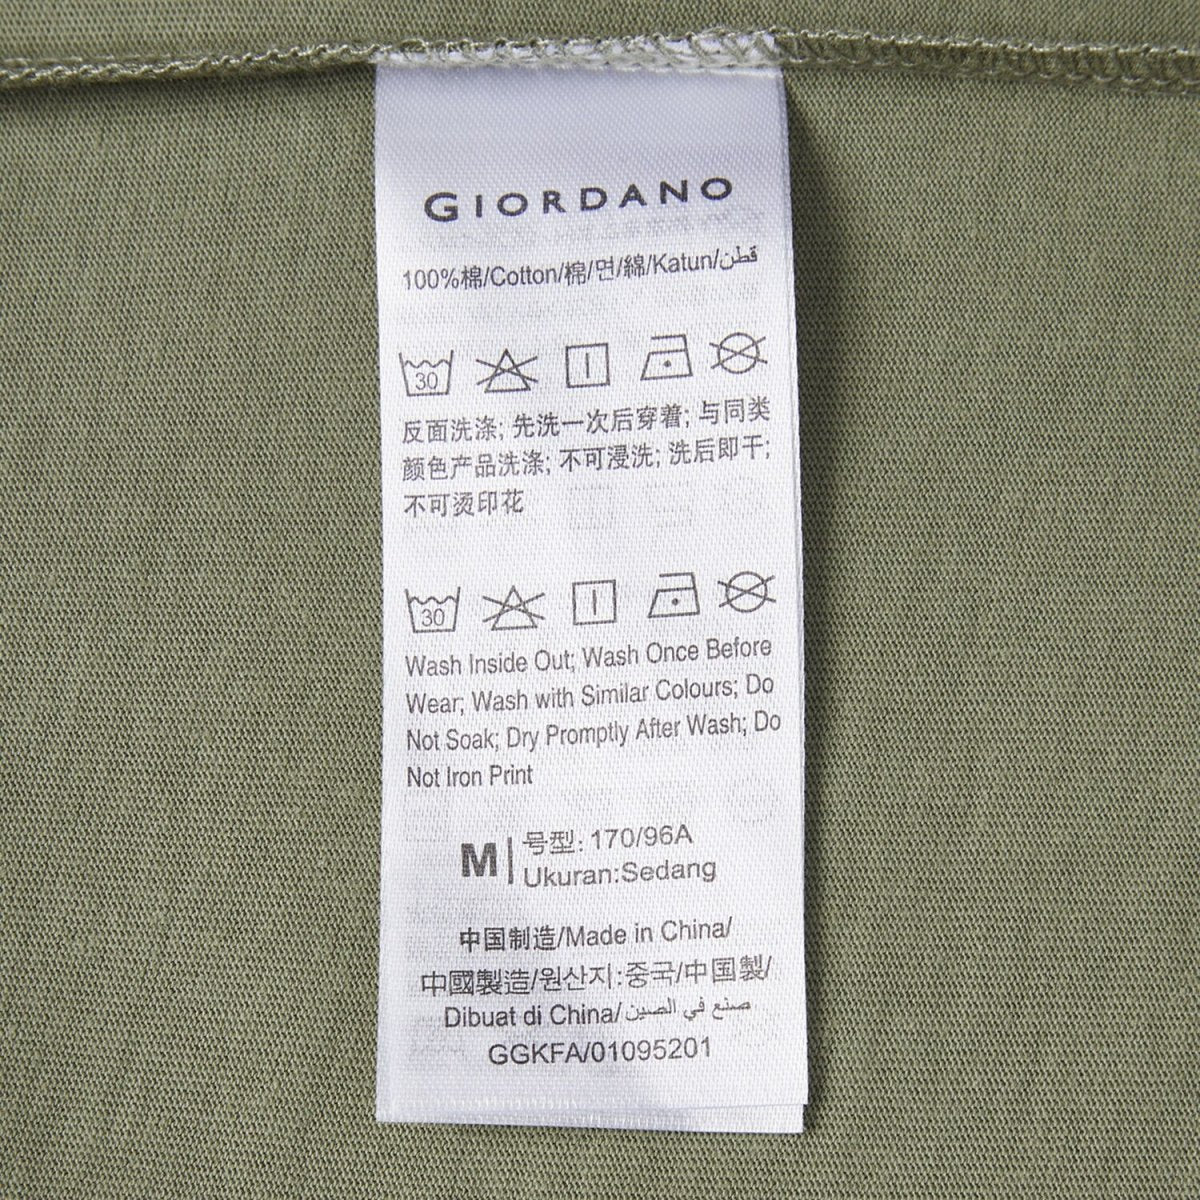 GIORDANO
100%棉/Cotton/棉/면/綿/Katun/قطن
30
反面洗涤; 先洗一次后穿着; 与同类
颜色产品洗涤; 不可浸洗; 洗后即干;
不可烫印花
30
Wash Inside Out; Wash Once Before
Wear; Wash with Similar Colours; Do
Not Soak; Dry Promptly After Wash; Do
Not Iron Print
M 号型: 170/96A
Ukuran:Sedang
中国制造/Made in China/
中國製造/원산지:중국/中国製/
Dibuat di China/صنع في الصين
GGKFA/01095201